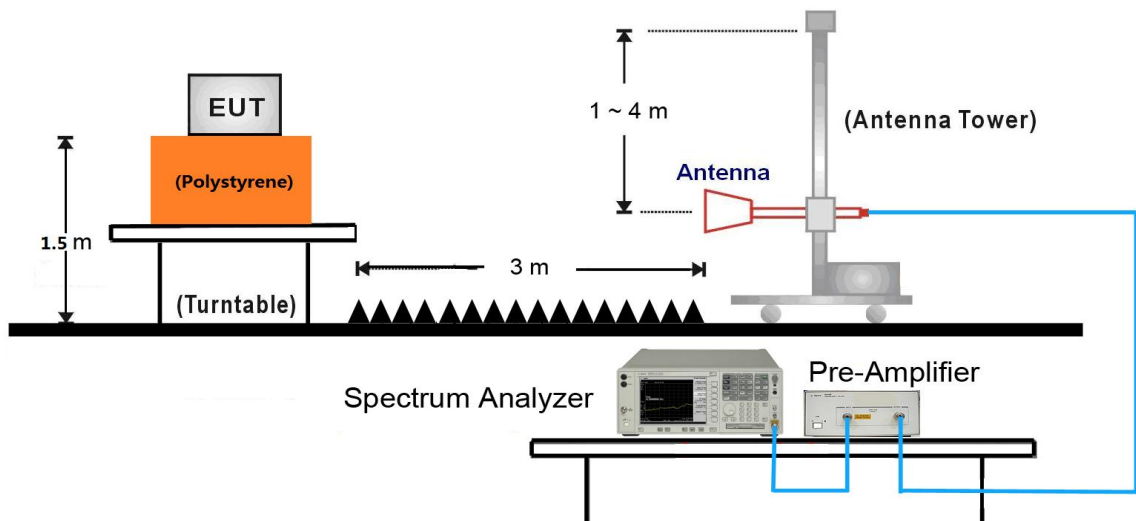 EUT
(Polystyrene)
1.5 m
(Turntable)
3 m
1 ~ 4 m
(Antenna Tower)
Antenna
Spectrum Analyzer
Pre-Amplifier